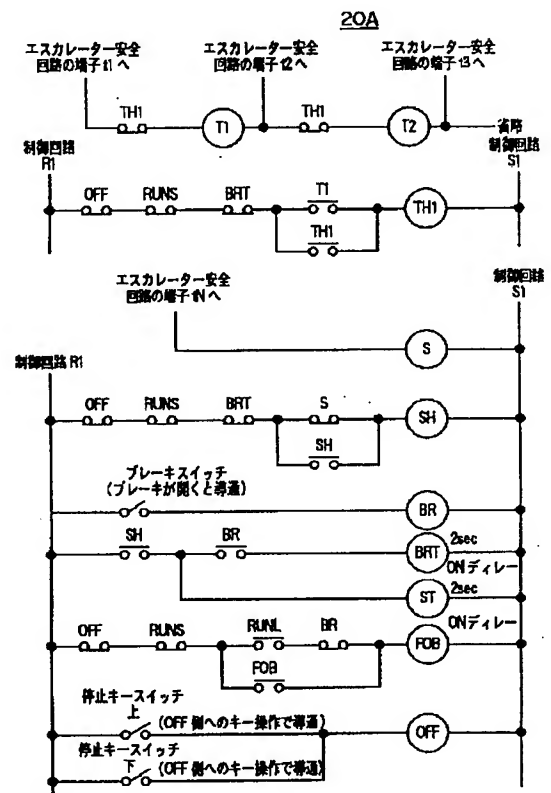 20A
エスカレーター安全
回路の端子t1へ
エスカレーター安全
回路の端子t2へ
エスカレーター安全
回路の端子t3へ
TH1
T1
TH1
T2
省略
制御回路
R1
制御回路
S1
OFF
RUNS
BRT
T1
TH1
TH1
エスカレーター安全
回路の端子tNへ
制御回路
S1
S
制御回路 R1
OFF
RUNS
BRT
S
SH
SH
ブレーキスイッチ
(ブレーキが開くと導通)
BR
SH
BR
BRT
2sec
ONディレー
ST
2sec
ONディレー
OFF
RUNS
RUNL
BR
FOB
FOB
停止キースイッチ
上
(OFF 側へのキー操作で導通)
OFF
停止キースイッチ
下
(OFF 側へのキー操作で導通)